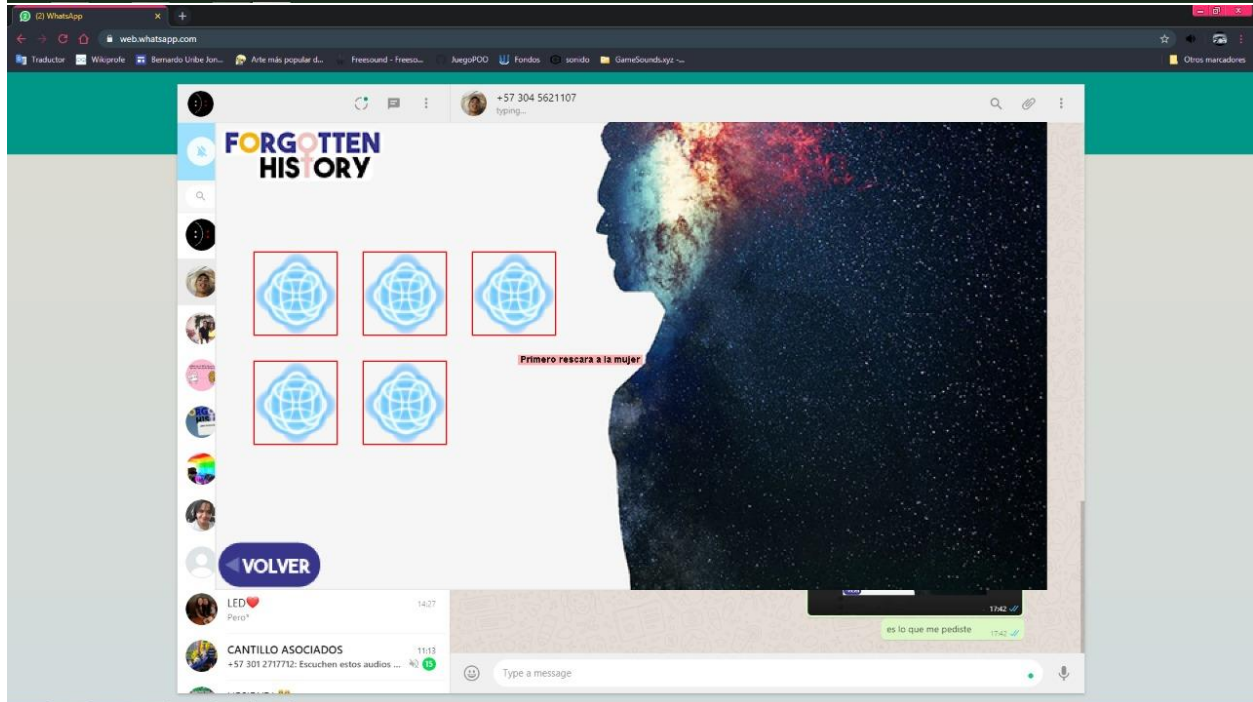 (2) WhatsApp
web.whatsapp.com
Traductor
Wikiprofe
Bernardo Uribe Jon...
Arte más popular d...
Freesound - Freeso...
JuegoPOO
Fondos
sonido
GameSounds.xyz -...
Otros marcadores
+57 304 5621107
typing...
FORGOTTEN
HISTORY
Primero rescara a la mujer
VOLVER
LED
14:27
Pero*
17:42
es lo que me pediste
17:42
CANTILLO ASOCIADOS
11:13
+57 301 2717712: Escuchen estos audios ...
15
Type a message